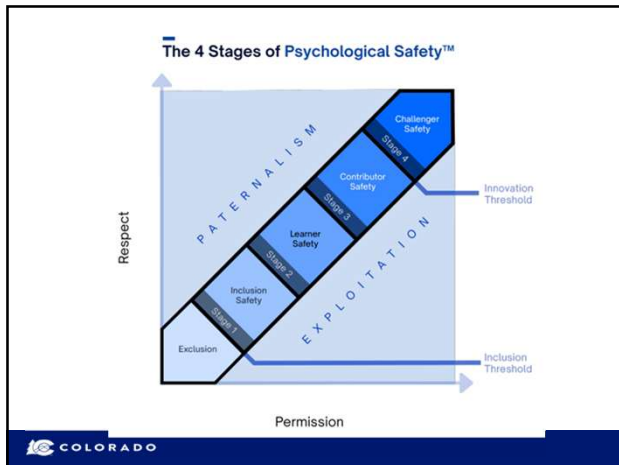 The 4 Stages of Psychological Safety™
PATERNALISM
Challenger
Safety
Stage 4
Contributor
Safety
Stage 3
Innovation
Threshold
Respect
Learner
Safety
Stage 2
EXPLOITATION
Inclusion
Safety
Stage 1
Exclusion
Inclusion
Threshold
Permission
COLORADO